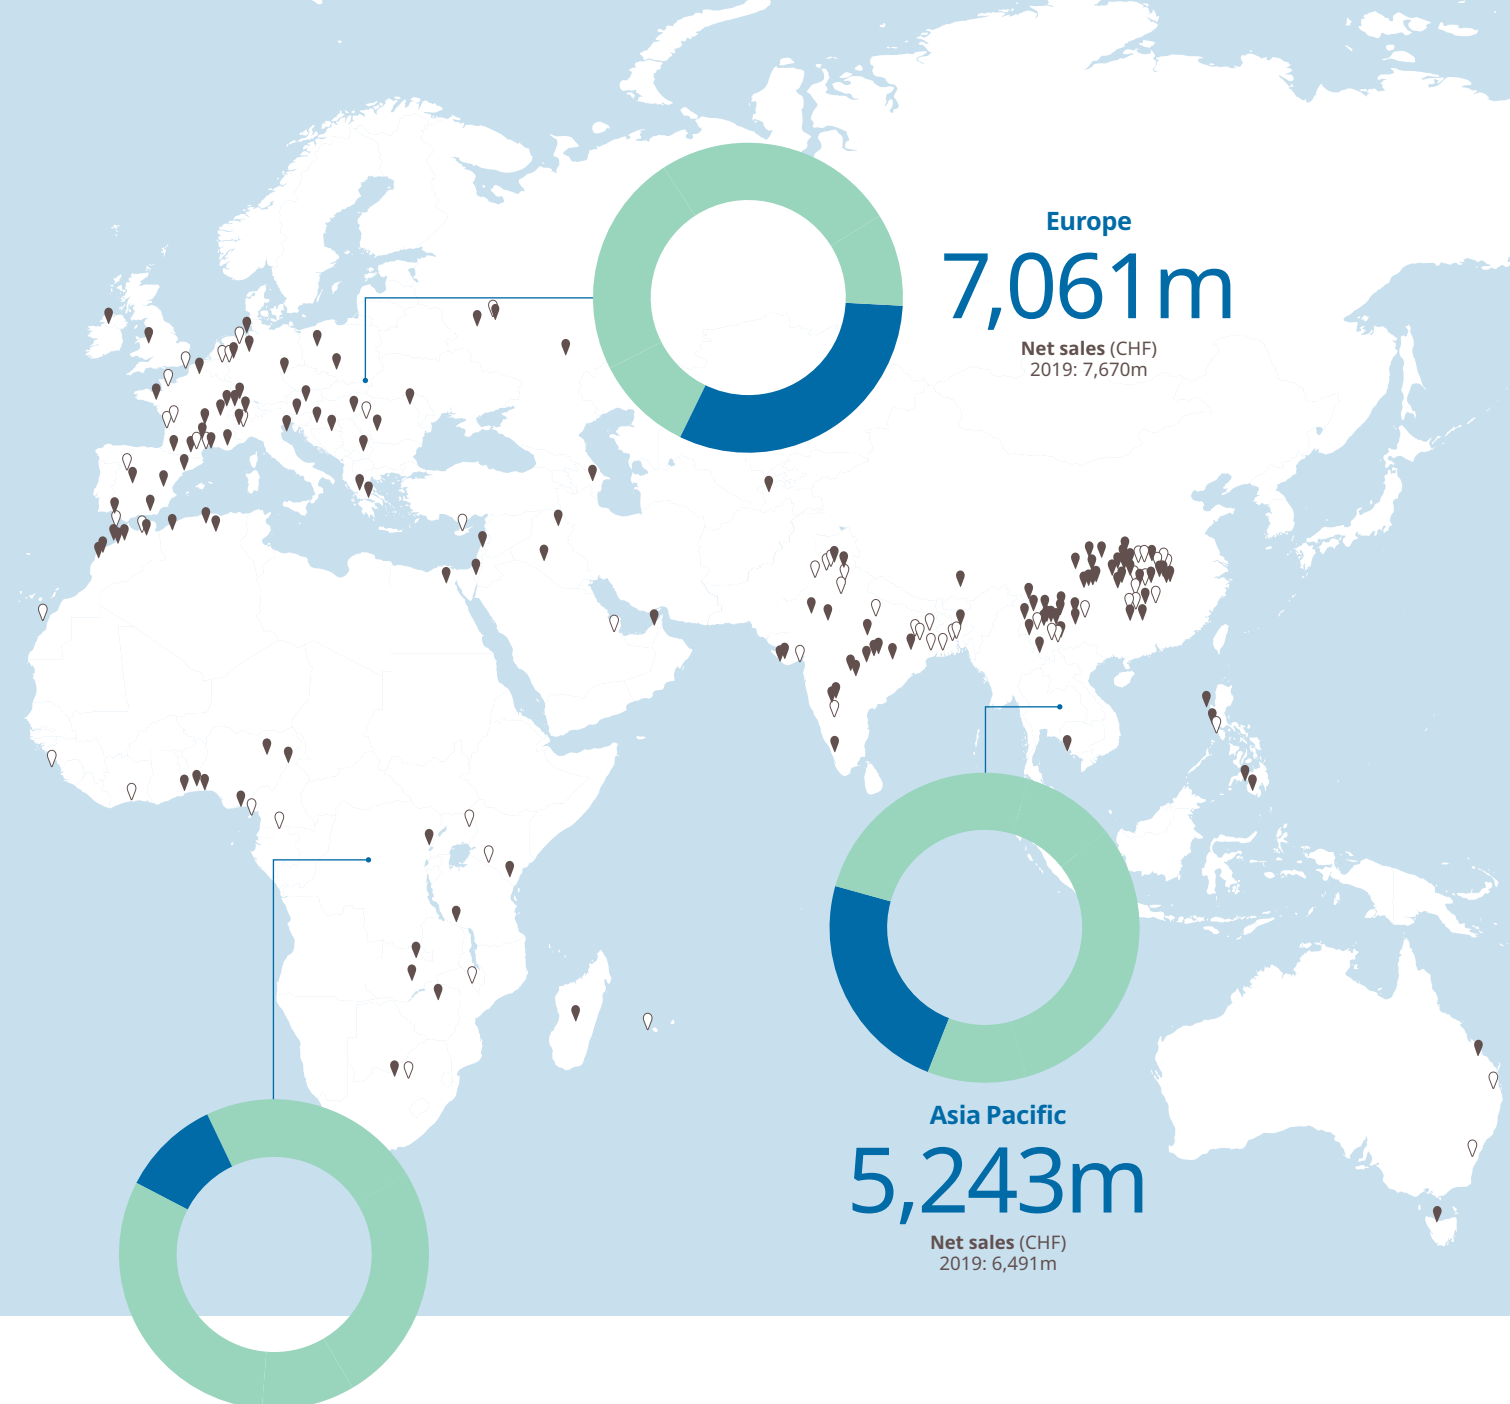 Europe
7,061m
Net sales (CHF)
2019: 7,670m
Asia Pacific
5,243m
Net sales (CHF)
2019: 6,491m